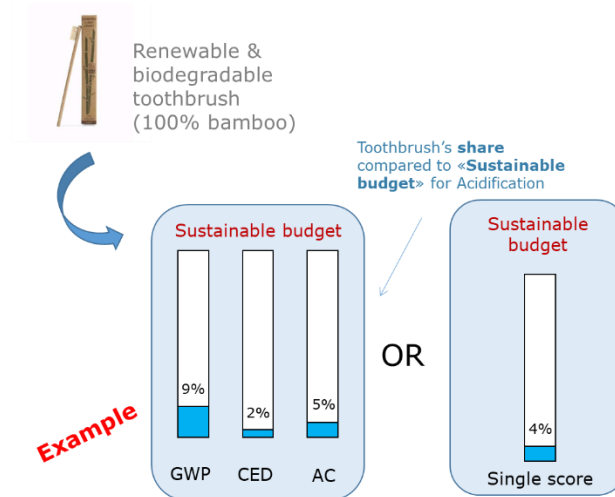 Renewable &
biodegradable
toothbrush
(100% bamboo)
Toothbrush's share
compared to «Sustainable
budget» for Acidification
Sustainable budget
9%
2%
5%
GWP
CED
AC
OR
Sustainable
budget
4%
Single score
Example